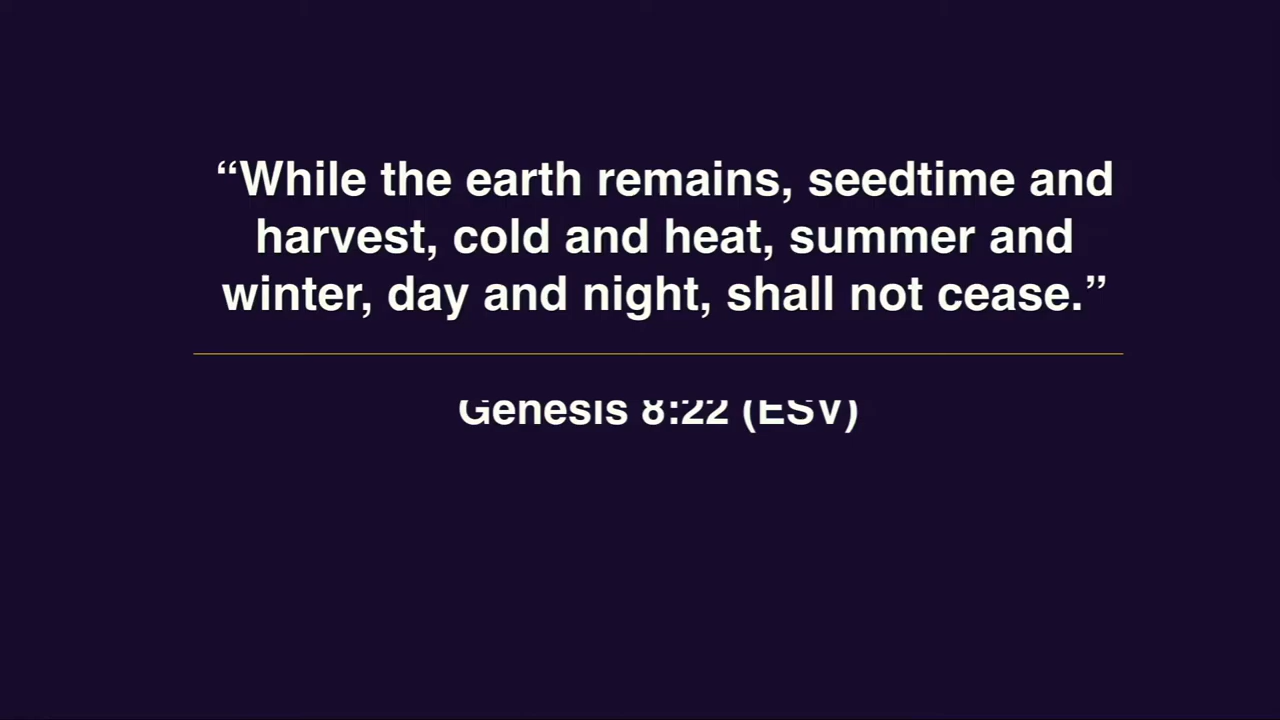 “While the earth remains, seedtime and
harvest, cold and heat, summer and
winter, day and night, shall not cease.”
Genesis 8:22 (ESV)